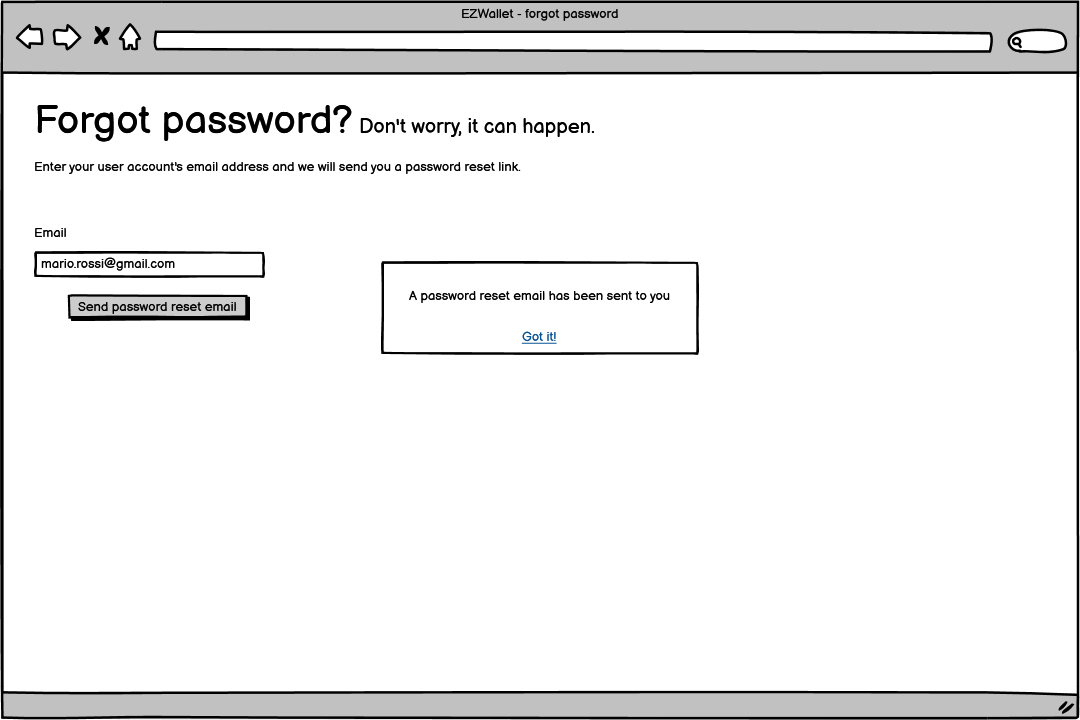 EZWallet - forgot password
Forgot password? Don't worry, it can happen.
Enter your user account's email address and we will send you a password reset link.
Email
mario.rossi@gmail.com
Send password reset email
A password reset email has been sent to you
Got it!